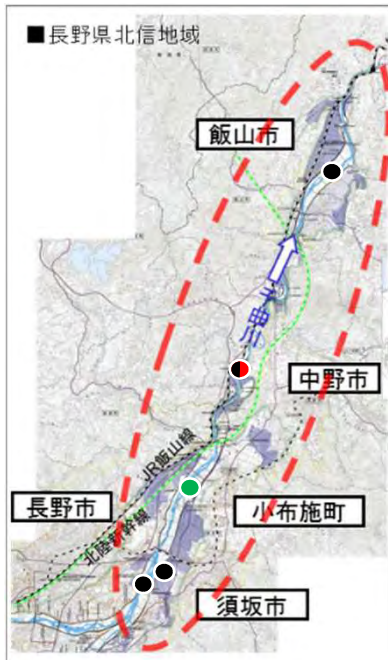 ■長野県北信地域
飯山市
千曲川
中野市
JR飯山線
長野市
北陸新幹線
小布施町
須坂市